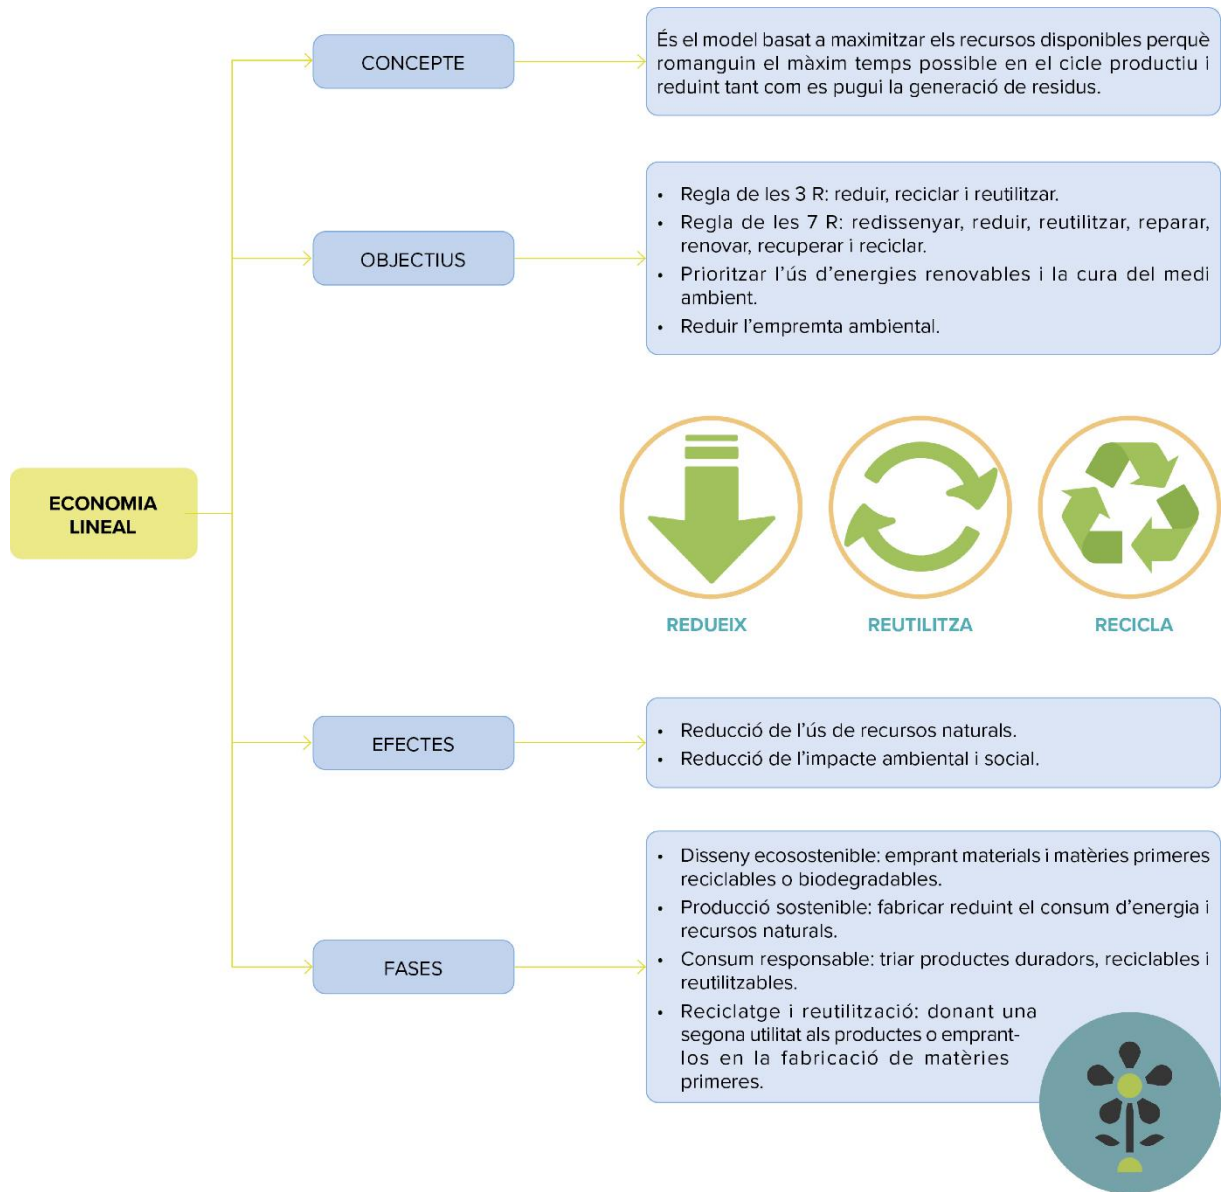 CONCEPTE
És el model basat a maximitzar els recursos disponibles perquè
romanguin el màxim temps possible en el cicle productiu i
reduint tant com es pugui la generació de residus.
OBJECTIUS
• Regla de les 3 R: reduir, reciclar i reutilitzar.
• Regla de les 7 R: redissenyar, reduir, reutilitzar, reparar,
renovar, recuperar i reciclar.
• Prioritzar l’ús d’energies renovables i la cura del medi
ambient.
• Reduir l’empremta ambiental.
ECONOMIA
LINEAL
REDUEIX
REUTILITZA
RECICLA
EFECTES
• Reducció de l’ús de recursos naturals.
• Reducció de l’impacte ambiental i social.
FASES
• Disseny ecosostenible: emprant materials i matèries primeres
reciclables o biodegradables.
• Producció sostenible: fabricar reduint el consum d’energia i
recursos naturals.
• Consum responsable: triar productes duradors, reciclables i
reutilitzables.
• Reciclatge i reutilització: donant una
segona utilitat als productes o emprant-
los en la fabricació de matèries
primeres.